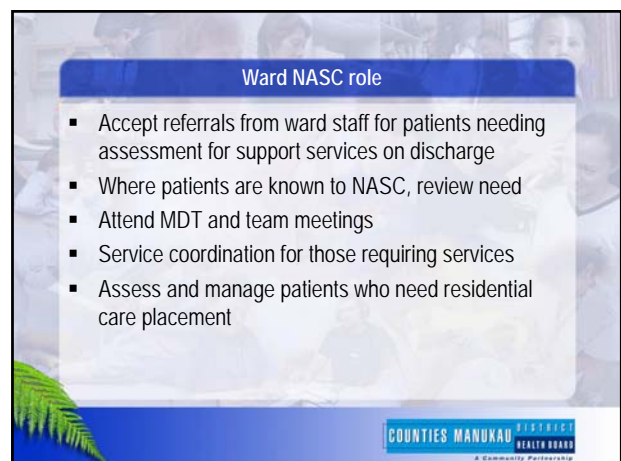 Ward NASC role
▪ Accept referrals from ward staff for patients needing
assessment for support services on discharge
▪ Where patients are known to NASC, review need
▪ Attend MDT and team meetings
▪ Service coordination for those requiring services
▪ Assess and manage patients who need residential
care placement
COUNTIES MANUKAU DISTRICT
HEALTH BOARD
A Community Partnership